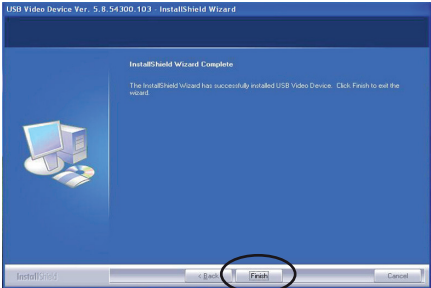 USB Video Device Ver. 5.8.54300.103 - InstallShield Wizard
InstallShield Wizard Complete
The InstallShield Wizard has successfully installed USB Video Device. Click Finish to exit the
wizard.
InstallShield
< Back
Finish
Cancel